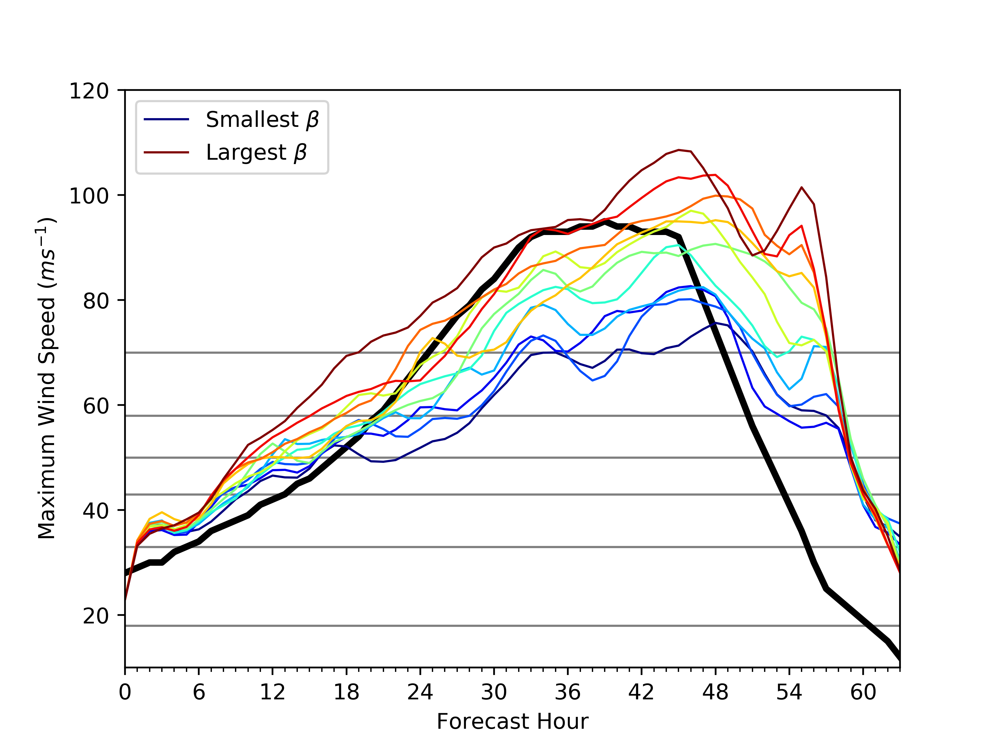 120
100
80
60
40
20
Maximum Wind Speed (ms⁻¹)
Smallest β
Largest β
0 6 12 18 24 30 36 42 48 54 60
Forecast Hour